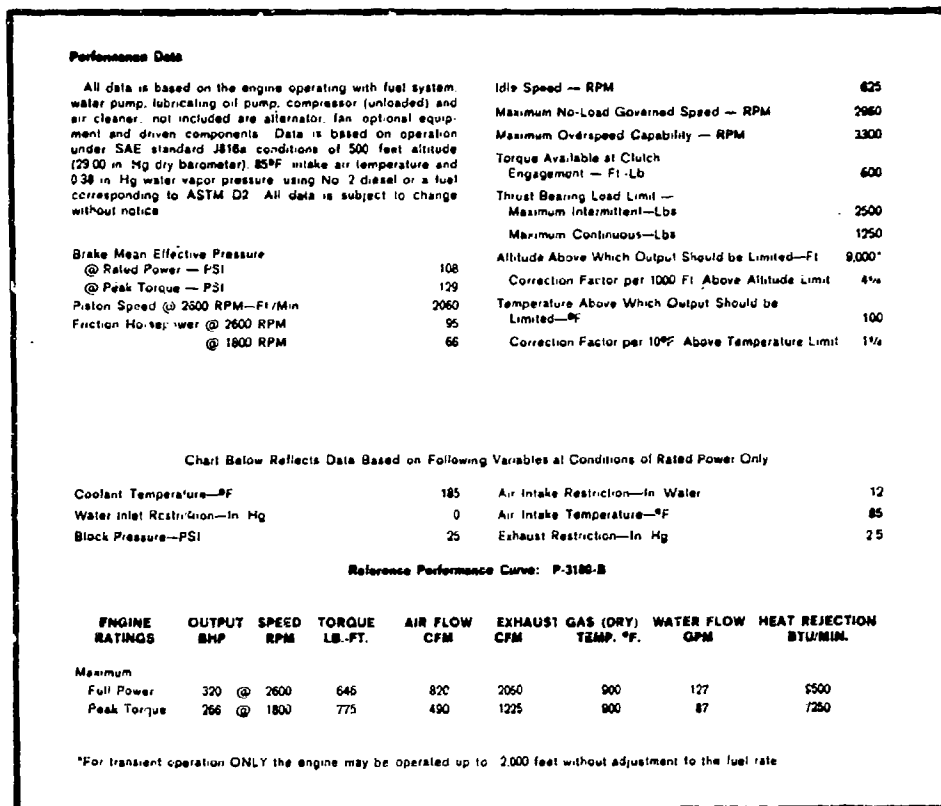 Performance Data
All data is based on the engine operating with fuel system,
water pump, lubricating oil pump, compressor (unloaded) and
air cleaner, not included are alternator, fan optional equip-
ment and driven components Data is based on operation
under SAE standard J816a conditions of 500 feet altitude
(29.00 in Hg dry barometer), 85°F intake air temperature and
0.38 in Hg water vapor pressure using No 2 diesel or a fuel
corresponding to ASTM D2 All data is subject to change
without notice
Brake Mean Effective Pressure
@ Rated Power — PSI 108
@ Peak Torque — PSI 129
Piston Speed @ 2600 RPM—Ft/Min 2060
Friction Horsepower @ 2600 RPM 95
@ 1800 RPM 66
Idle Speed — RPM 625
Maximum No-Load Governed Speed — RPM
Maximum Overspeed Capability — RPM 3300
Torque Available at Clutch
Engagement — Ft-Lb 600
Thrust Bearing Load Limit —
Maximum Intermittent—Lbs 2500
Maximum Continuous—Lbs 1250
Altitude Above Which Output Should be Limited—Ft 9,000*
Correction Factor per 1000 Ft Above Altitude Limit 4%
Temperature Above Which Output Should be
Limited—°F 100
Correction Factor per 10°F Above Temperature Limit 1%
Chart Below Reflects Data Based on Following Variables at Conditions of Rated Power Only
Coolant Temperature—°F 185 Air Intake Restriction—In Water 12
Water Inlet Restriction—In Hg 0 Air Intake Temperature—°F 85
Block Pressure—PSI 25 Exhaust Restriction—In Hg 2.5
Reference Performance Curve: P-3180-B
ENGINE OUTPUT SPEED TORQUE AIR FLOW EXHAUST GAS (DRY) WATER FLOW HEAT REJECTION
RATINGS BHP RPM LB.-FT. CFM CFM TEMP. °F. GPM BTU/MIN.
Maximum
Full Power 320 @ 2600 646 820 2050 900 127
Peak Torque 266 @ 1800 775 490 1225 900 87 7250
*For transient operation ONLY the engine may be operated up to 2,000 feet without adjustment to the fuel rate